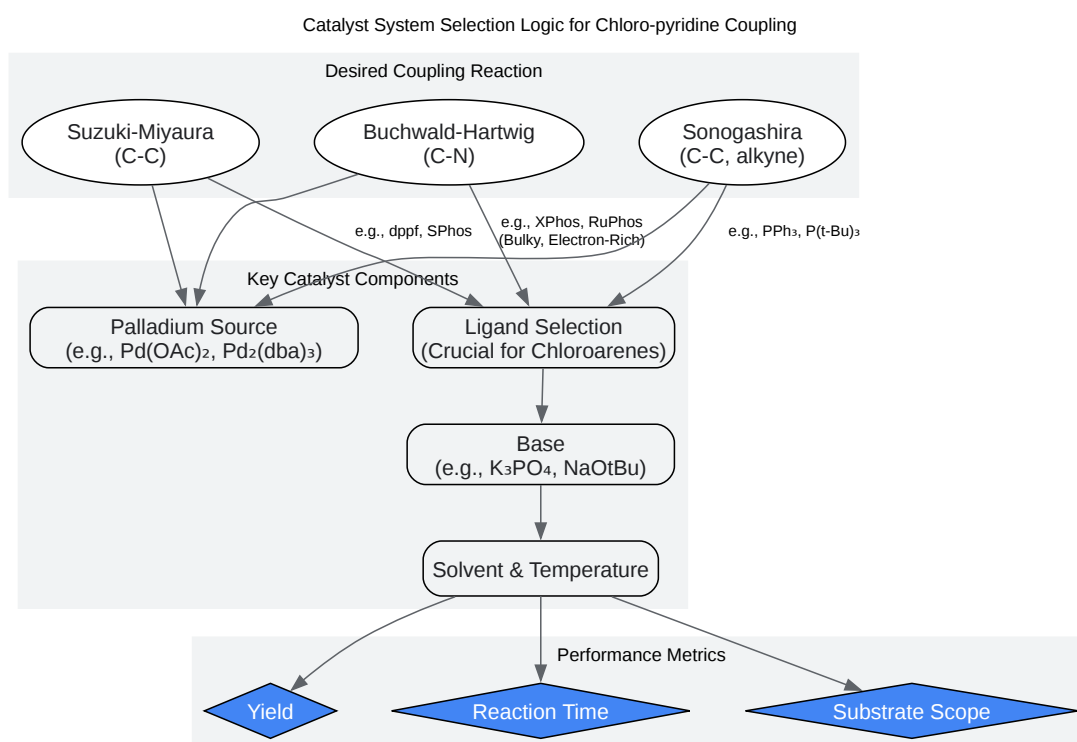 Catalyst System Selection Logic for Chloro-pyridine Coupling
Desired Coupling Reaction
Suzuki-Miyaura
(C-C)
Buchwald-Hartwig
(C-N)
Sonogashira
(C-C, alkyne)
e.g., dppf, SPhos
e.g., XPhos, RuPhos
(Bulky, Electron-Rich)
e.g., PPh₃, P(t-Bu)₃
Key Catalyst Components
Palladium Source
(e.g., Pd(OAc)₂, Pd₂(dba)₃)
Ligand Selection
(Crucial for Chloroarenes)
Base
(e.g., K₃PO₄, NaOtBu)
Solvent & Temperature
Performance Metrics
Yield
Reaction Time
Substrate Scope